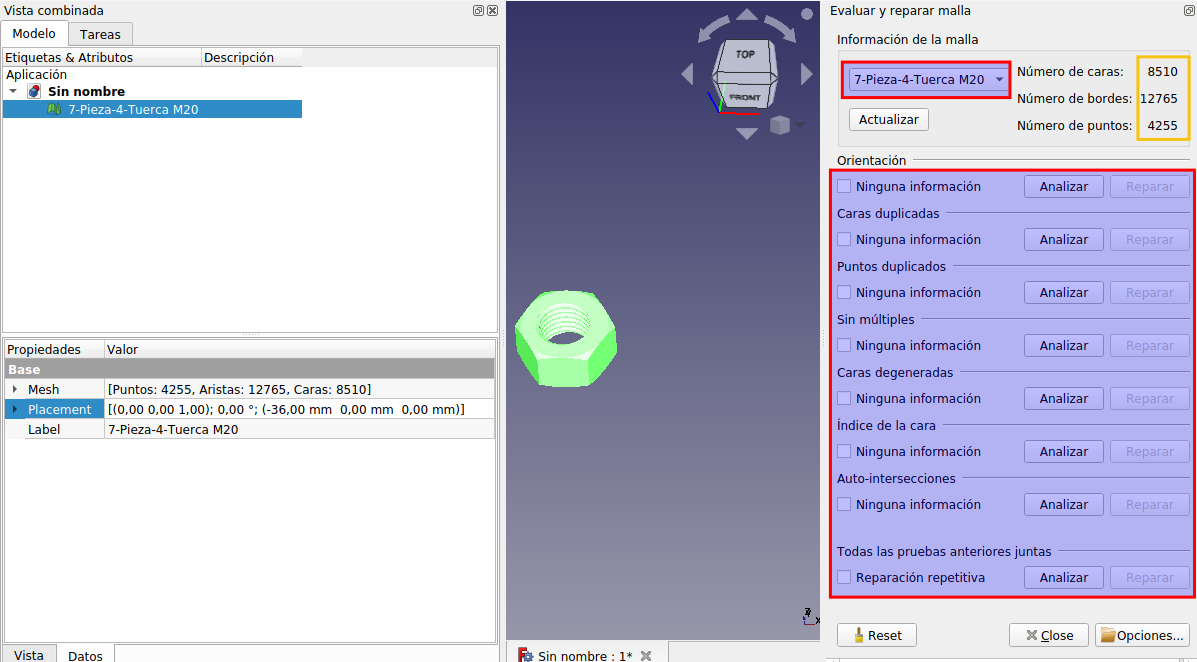 Vista combinada
Modelo
Tareas
Etiquetas & Atributos
Descripción
Aplicación
Sin nombre
7-Pieza-4-Tuerca M20
Propiedades
Valor
Base
Mesh
[Puntos: 4255, Aristas: 12765, Caras: 8510]
Placement
[(0,00 0,00 1,00); 0,00 °; (-36,00 mm  0,00 mm  0,00 mm)]
Label
7-Pieza-4-Tuerca M20
Vista
Datos
TOP
FRONT
Sin nombre : 1*
Evaluar y reparar malla
Información de la malla
7-Pieza-4-Tuerca M20
Actualizar
Número de caras: 8510
Número de bordes: 12765
Número de puntos: 4255
Orientación
Ninguna información Analizar Reparar
Caras duplicadas
Ninguna información Analizar Reparar
Puntos duplicados
Ninguna información Analizar Reparar
Sin múltiples
Ninguna información Analizar Reparar
Caras degeneradas
Ninguna información Analizar Reparar
Índice de la cara
Ninguna información Analizar Reparar
Auto-intersecciones
Ninguna información Analizar Reparar
Todas las pruebas anteriores juntas
Reparación repetitiva Analizar Reparar
Reset
Close
Opciones...